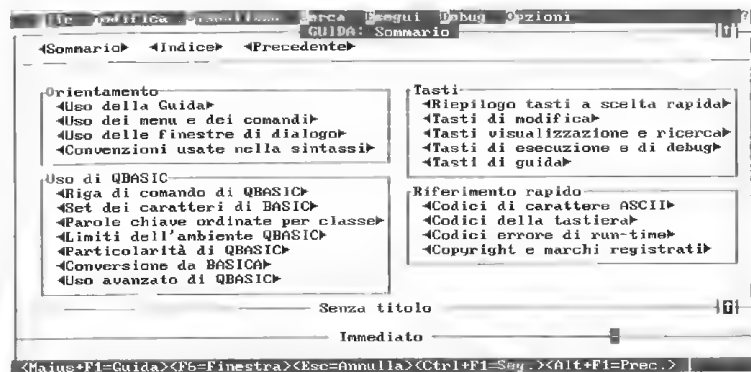 File Modifica Visualizza Cerca Esegui Debug Opzioni ?
GUIDA: Sommario
◄Sommario► ◄Indice► ◄Precedente►
Orientamento
◄Uso della Guida►
◄Uso dei menu e dei comandi►
◄Uso delle finestre di dialogo►
◄Convenzioni usate nella sintassi►
Tasti
◄Riepilogo tasti a scelta rapida►
◄Tasti di modifica►
◄Tasti visualizzazione e ricerca►
◄Tasti di esecuzione e di debug►
◄Tasti di guida►
Uso di QBASIC
◄Riga di comando di QBASIC►
◄Set dei caratteri di BASIC►
◄Parole chiave ordinate per classe►
◄Limiti dell'ambiente QBASIC►
◄Particolarità di QBASIC►
◄Conversione da BASICA►
◄Uso avanzato di QBASIC►
Riferimento rapido
◄Codici di carattere ASCII►
◄Codici della tastiera►
◄Codici errore di run-time►
◄Copyright e marchi registrati►
Senza titolo
Immediato
<Maius+F1=Guida><F6=Finestra><Esc=Annulla><Ctrl+F1=Seg.><Alt+F1=Prec.>